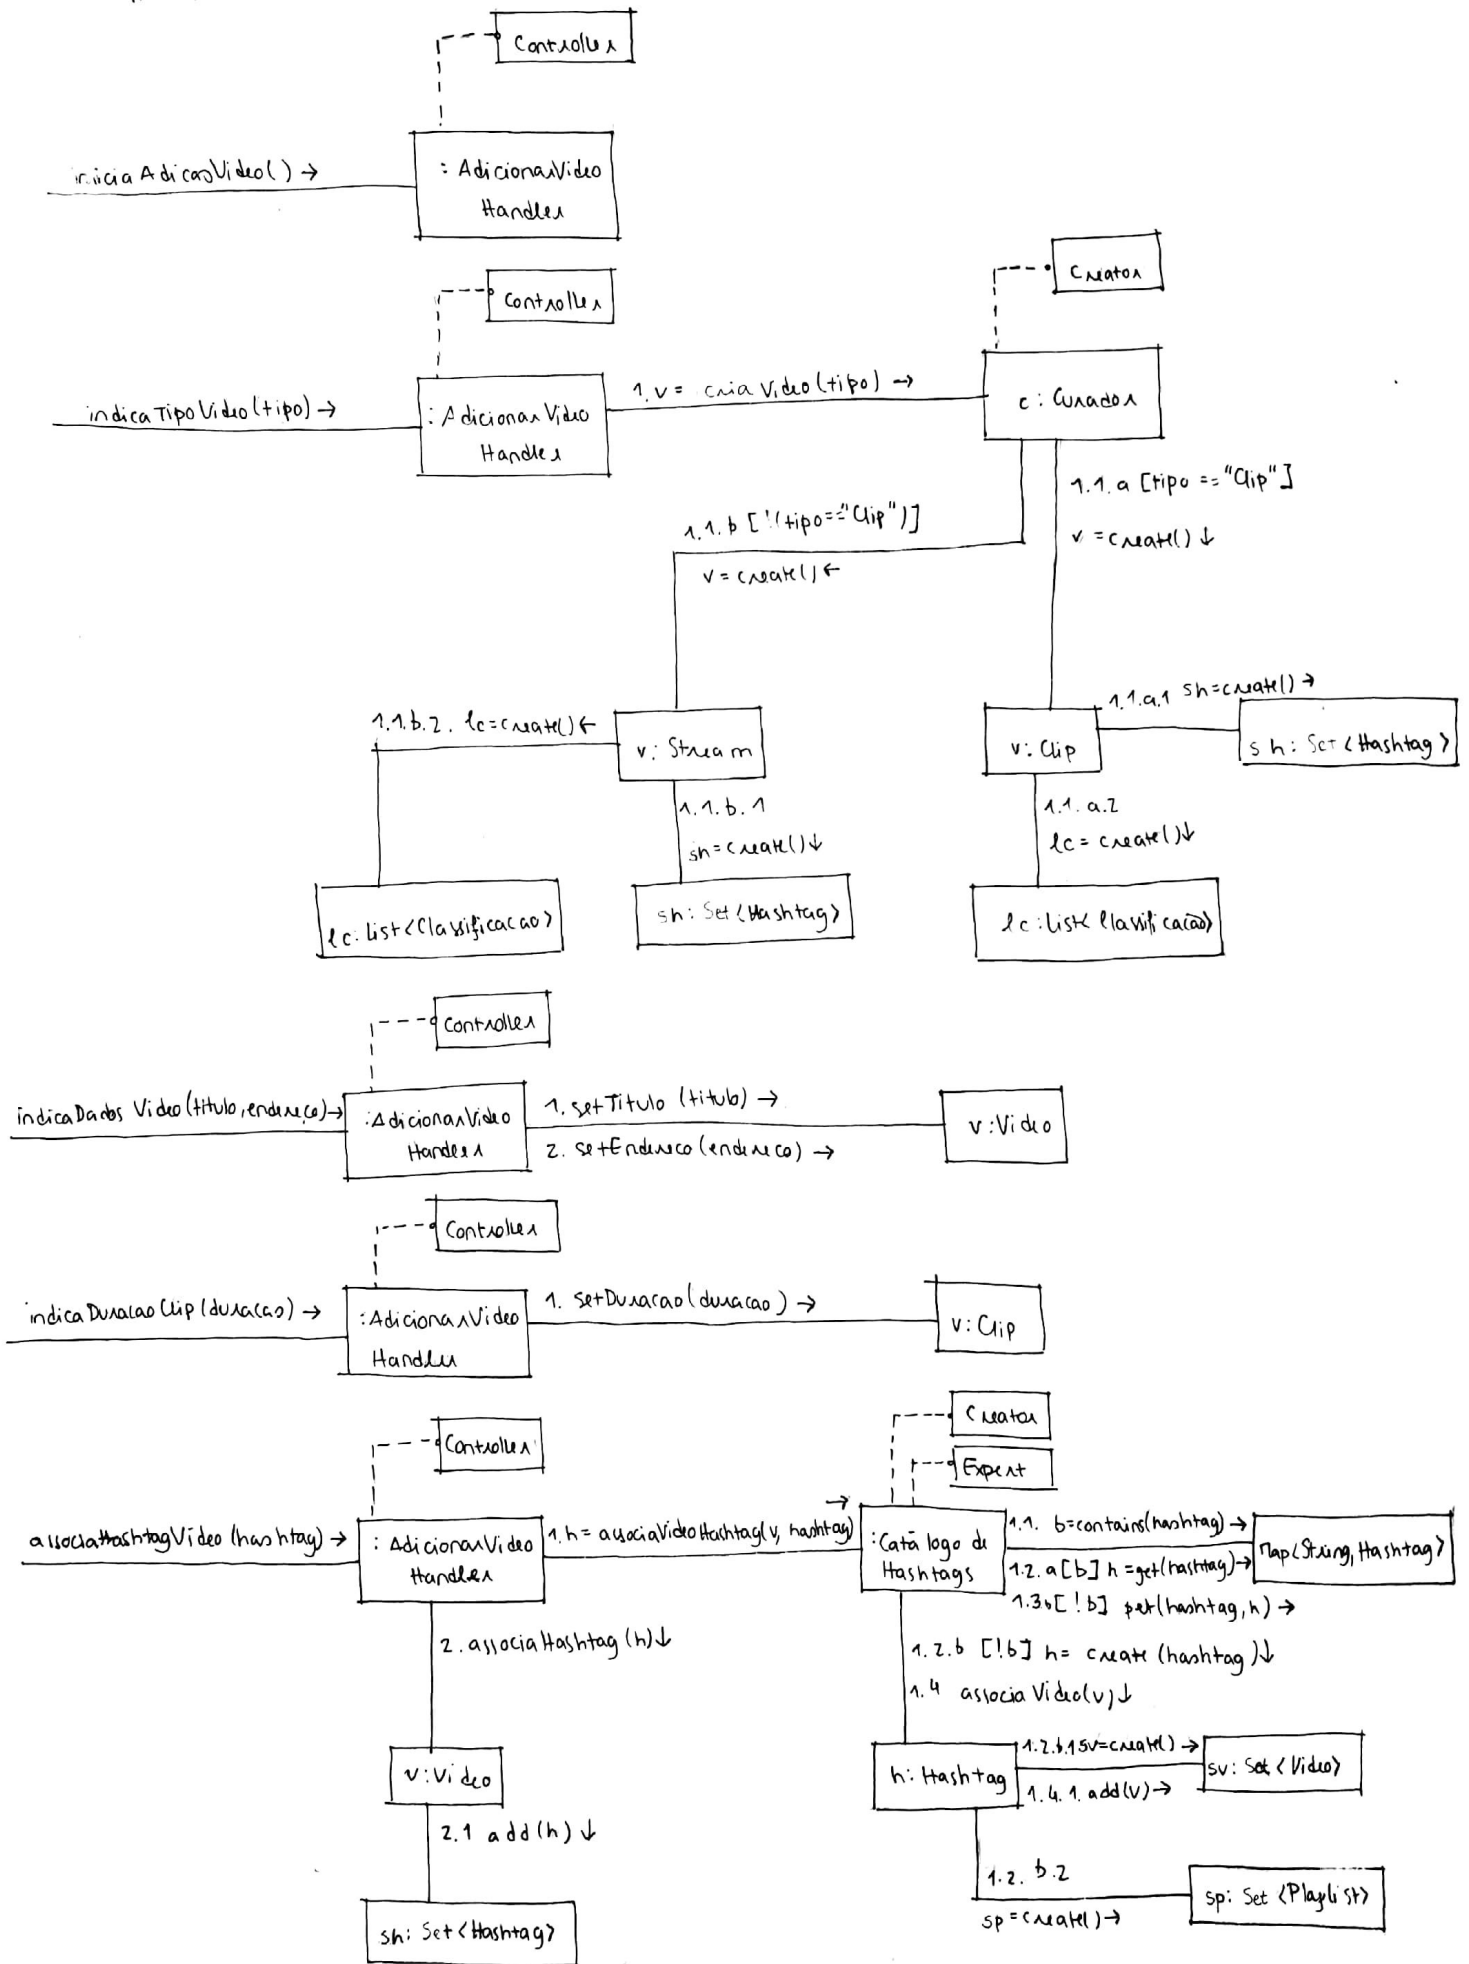 Controller
iniciaAdicaoVideo() →
: AdicionarVideo
Handler
Creator
Controller
indicaTipoVideo(tipo) →
: AdicionarVideo
Handler
1. v = criaVideo(tipo) →
c : Curador
1.1.a [tipo == "Clip"]
v = create() ↓
1.1.b [!(tipo=="Clip")]
v = create() ←
1.1.b.2. lc=create() ←
v: Stream
v: Clip
1.1.a.1 sh=create() →
sh: Set<Hashtag>
1.1.b.1
sh=create() ↓
1.1.a.2
lc = create() ↓
lc: List<Classificacao>
sh: Set<Hashtag>
lc: List<Classificacão>
Controller
indicaDadosVideo(titulo, endereço) →
:AdicionarVideo
Handler
1. setTitulo (titulo) →
2. setEndereco(endereco) →
v:Video
Controller
indicaDuracaoClip(duracao) →
:AdicionarVideo
Handler
1. setDuracao(duracao) →
v: Clip
Creator
Expert
Controller
associaHashtagVideo(hashtag) →
: AdicionarVideo
Handler
1. h = associaVideoHashtag(v, hashtag) →
:Catálogo de
Hashtags
1.1. b=contains(hashtag) →
1.2.a [b] h =get(hashtag) →
1.3b[!b] put(hashtag, h) →
Map<String, Hashtag>
2. associaHashtag(h) ↓
1.2.b [!b] h= create (hashtag) ↓
1.4 associaVideo(v) ↓
v:Video
h: Hashtag
1.2.b.1 sv=create() →
1.4.1. add(v) →
sv: Set<Video>
2.1 add(h) ↓
1.2.b.2
sp=create() →
sp: Set <Playlist>
sh: Set<Hashtag>